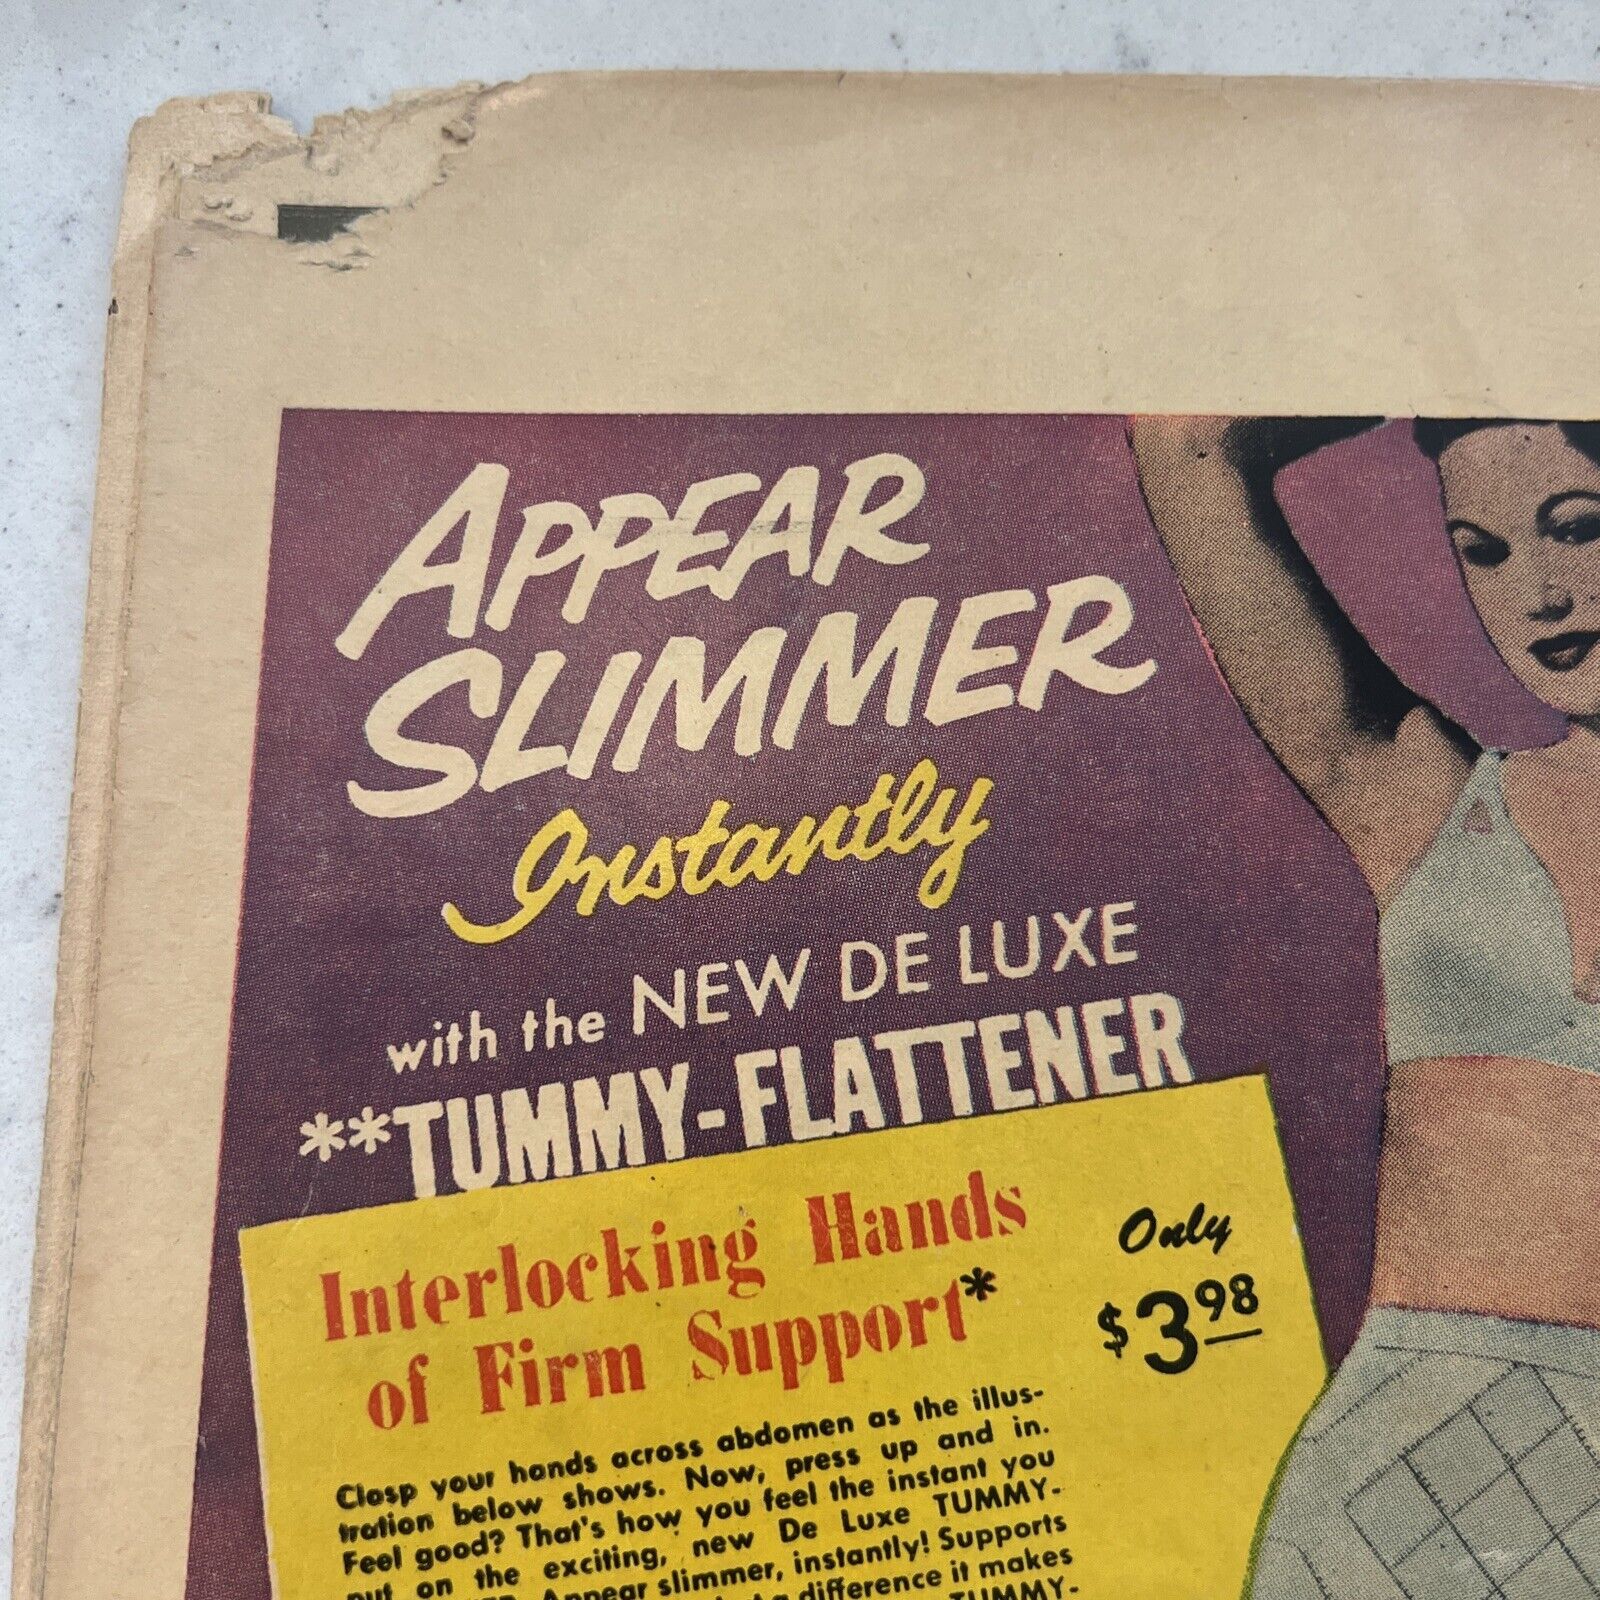 APPEAR
SLIMMER
Instantly
with the NEW DE LUXE
**TUMMY-FLATTENER
Interlocking Hands
of Firm Support*
Only
$3.98
Clasp your hands across abdomen as the illus-
tration below shows. Now, press up and in.
Feel good? That's how you feel the instant you
put on the exciting, new De Luxe TUMMY-
Appear slimmer, instantly! Supports
a difference it makes
TUMMY-